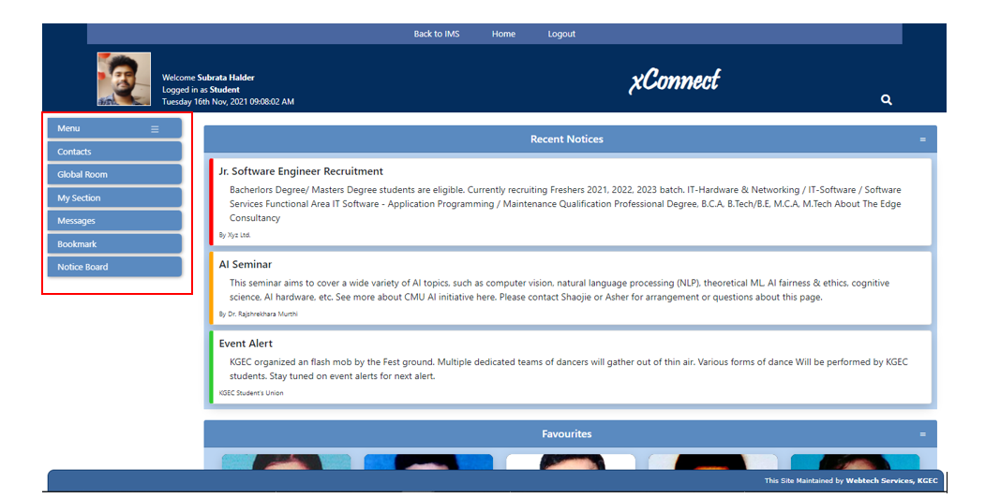 Back to IMS Home Logout
Welcome Subrata Halder
Logged in as Student
Tuesday 16th Nov, 2021 09:08:02 AM
xConnect
Menu
Contacts
Global Room
My Section
Messages
Bookmark
Notice Board
Recent Notices
Jr. Software Engineer Recruitment
Bacherlors Degree/ Masters Degree students are eligible. Currently recruiting Freshers 2021, 2022, 2023 batch. IT-Hardware & Networking / IT-Software / Software
Services Functional Area IT Software - Application Programming / Maintenance Qualification Professional Degree, B.C.A, B.Tech/B.E, M.C.A, M.Tech About The Edge
Consultancy
By Xyz Ltd.
AI Seminar
This seminar aims to cover a wide variety of AI topics, such as computer vision, natural language processing (NLP), theoretical ML, AI fairness & ethics, cognitive
science, AI hardware, etc. See more about CMU AI initiative here. Please contact Shaojie or Asher for arrangement or questions about this page.
By Dr. Rajshrekhara Murthi
Event Alert
KGEC organized an flash mob by the Fest ground. Multiple dedicated teams of dancers will gather out of thin air. Various forms of dance Will be performed by KGEC
students. Stay tuned on event alerts for next alert.
KGEC Student's Union
Favourites
This Site Maintained by Webtech Services, KGEC